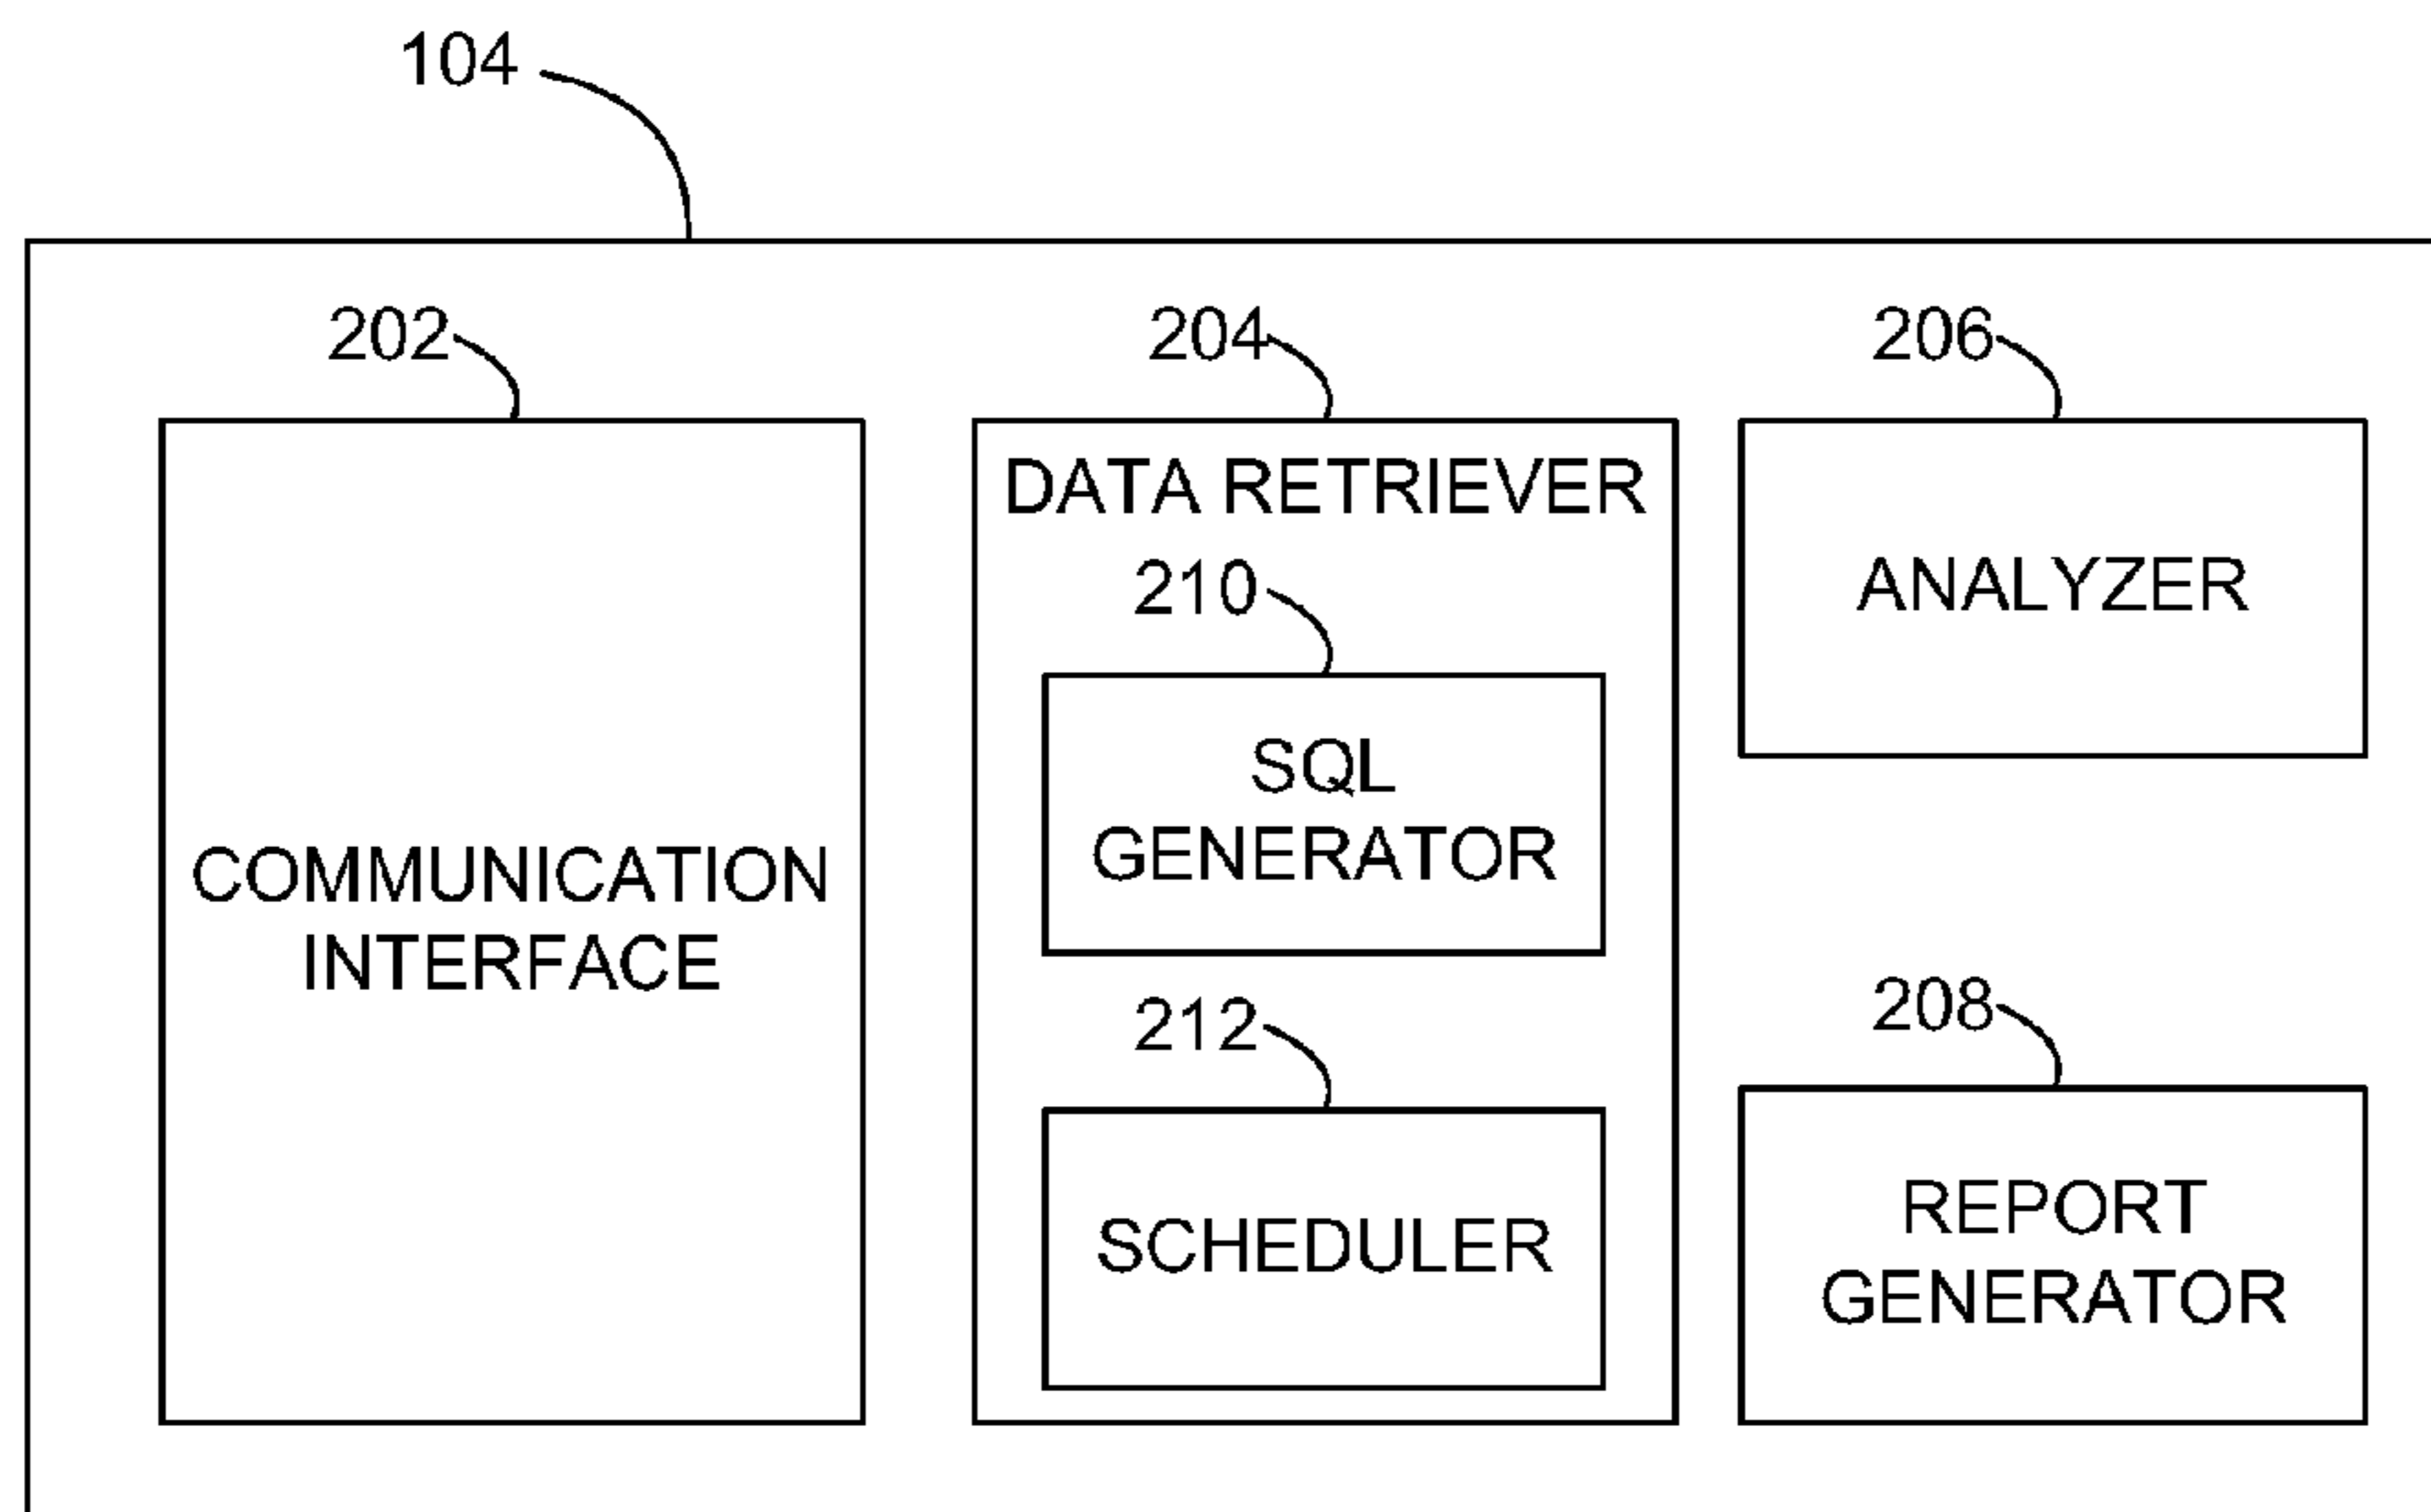 104
202
204
206
DATA RETRIEVER
210
ANALYZER
SQL
GENERATOR
COMMUNICATION
INTERFACE
212
208
SCHEDULER
REPORT
GENERATOR